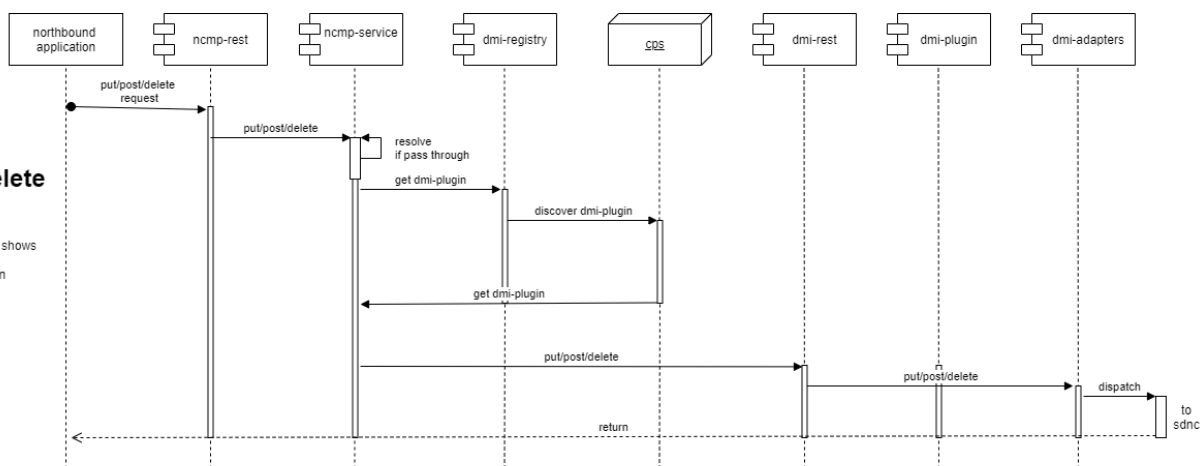 northbound
application
ncmp-rest
ncmp-service
dmi-registry
cps
dmi-rest
dmi-plugin
dmi-adapters
put/post/delete
request
put/post/delete
resolve
if pass through
elete
get dmi-plugin
discover dmi-plugin
shows
n
get dmi-plugin
put/post/delete
put/post/delete
dispatch
to
sdnc
return